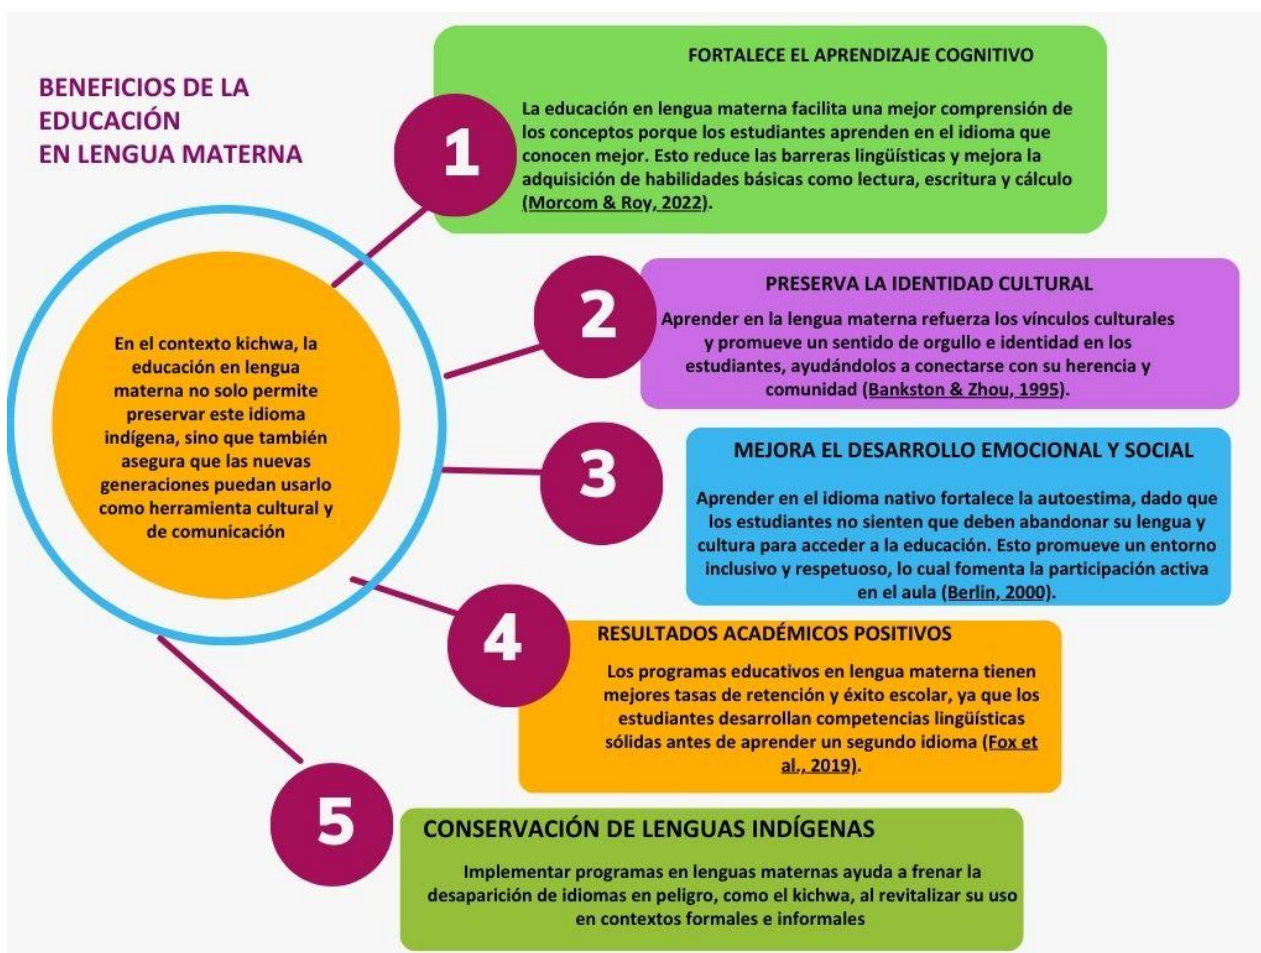 BENEFICIOS DE LA
EDUCACIÓN
EN LENGUA MATERNA
En el contexto kichwa, la
educación en lengua
materna no solo permite
preservar este idioma
indígena, sino que también
asegura que las nuevas
generaciones puedan usarlo
como herramienta cultural y
de comunicación
1
FORTALECE EL APRENDIZAJE COGNITIVO
La educación en lengua materna facilita una mejor comprensión de
los conceptos porque los estudiantes aprenden en el idioma que
conocen mejor. Esto reduce las barreras lingüísticas y mejora la
adquisición de habilidades básicas como lectura, escritura y cálculo
(Morcom & Roy, 2022).
2
PRESERVA LA IDENTIDAD CULTURAL
Aprender en la lengua materna refuerza los vínculos culturales
y promueve un sentido de orgullo e identidad en los
estudiantes, ayudándolos a conectarse con su herencia y
comunidad (Bankston & Zhou, 1995).
3
MEJORA EL DESARROLLO EMOCIONAL Y SOCIAL
Aprender en el idioma nativo fortalece la autoestima, dado que
los estudiantes no sienten que deben abandonar su lengua y
cultura para acceder a la educación. Esto promueve un entorno
inclusivo y respetuoso, lo cual fomenta la participación activa
en el aula (Berlin, 2000).
4
RESULTADOS ACADÉMICOS POSITIVOS
Los programas educativos en lengua materna tienen
mejores tasas de retención y éxito escolar, ya que los
estudiantes desarrollan competencias lingüísticas
sólidas antes de aprender un segundo idioma (Fox et
al., 2019).
5
CONSERVACIÓN DE LENGUAS INDÍGENAS
Implementar programas en lenguas maternas ayuda a frenar la
desaparición de idiomas en peligro, como el kichwa, al revitalizar su uso
en contextos formales e informales